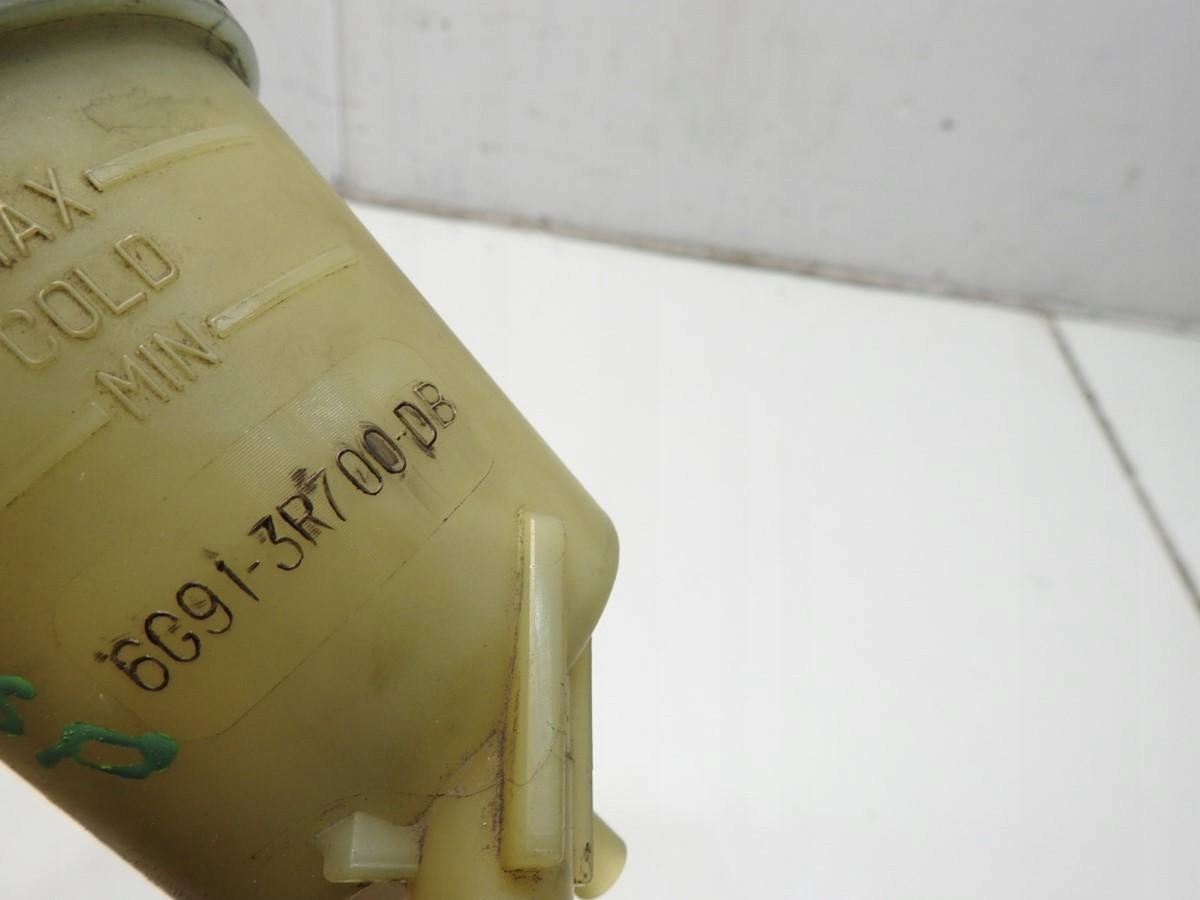 MAX
COLD
MIN
6G91-3R700-DB